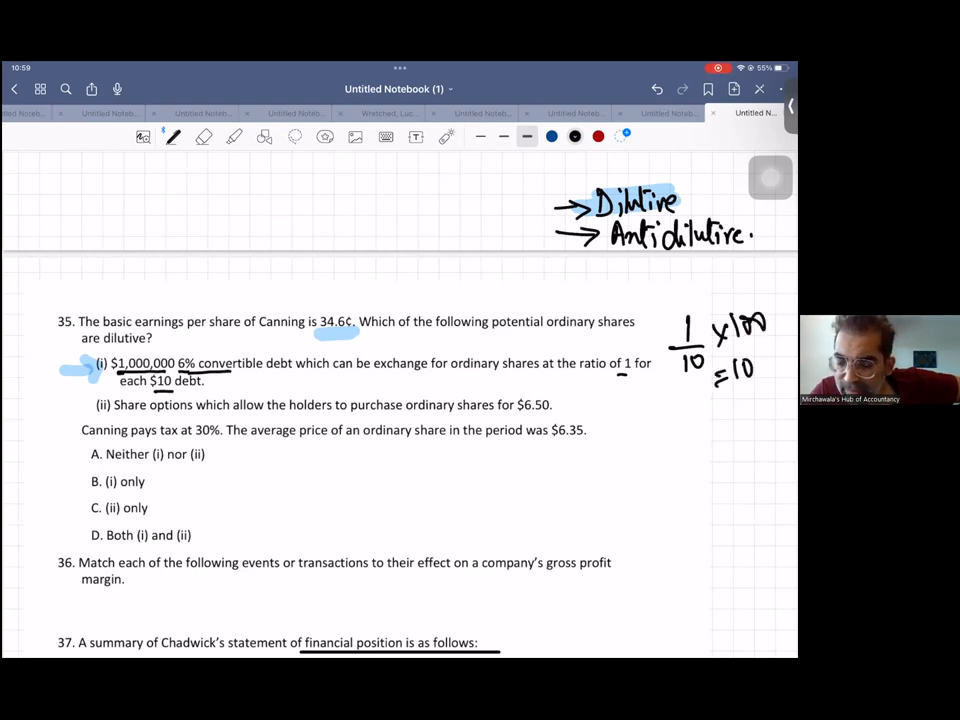 10:59
55%
Untitled Notebook (1)
Untitled Noteb...
Untitled Noteb...
Untitled Noteb...
Wretched, Luc...
Untitled Noteb...
Untitled Noteb...
Untitled Noteb...
Untitled N...
→ Dilutive
→ Antidilutive.
35. The basic earnings per share of Canning is 34.6¢. Which of the following potential ordinary shares
are dilutive?
(i) $1,000,000 6% convertible debt which can be exchange for ordinary shares at the ratio of 1 for
each $10 debt.
(ii) Share options which allow the holders to purchase ordinary shares for $6.50.
Canning pays tax at 30%. The average price of an ordinary share in the period was $6.35.
A. Neither (i) nor (ii)
B. (i) only
C. (ii) only
D. Both (i) and (ii)
1/10 x 100
= 10
36. Match each of the following events or transactions to their effect on a company's gross profit
margin.
37. A summary of Chadwick's statement of financial position is as follows:
Mirchawala's Hub of Accountancy